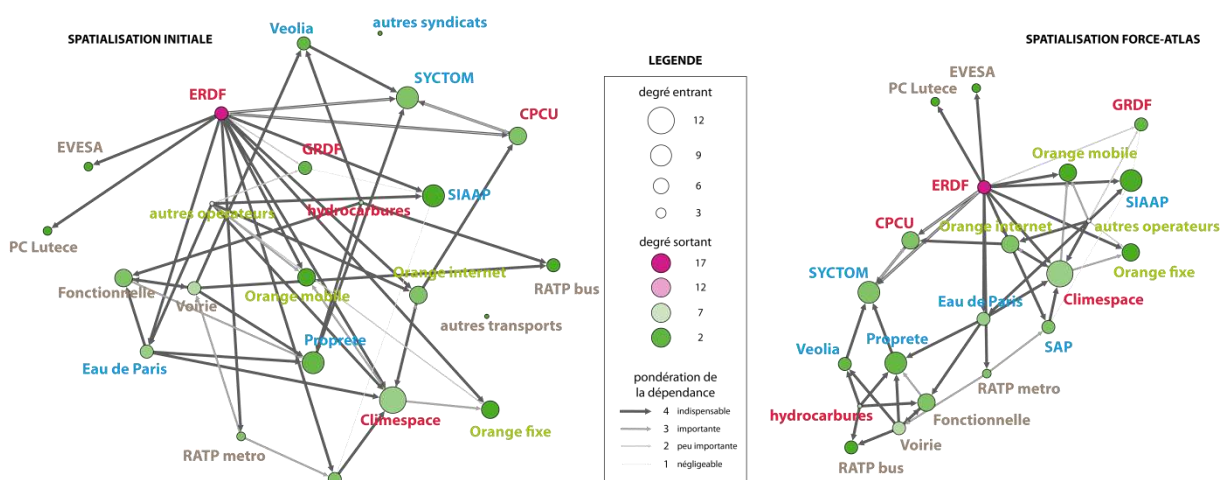 SPATIALISATION INITIALE
Veolia
autres syndicats
SYCTOM
ERDF
CPCU
EVESA
GRDF
SIAAP
autres operateurs
hydrocarbures
PC Lutece
Fonctionnelle
Voirie
Orange mobile
Orange internet
RATP bus
autres transports
Eau de Paris
Proprete
Climespace
Orange fixe
RATP metro
LEGENDE
degré entrant
12
9
6
3
degré sortant
17
12
7
2
pondération de
la dépendance
4 indispensable
3 importante
2 peu importante
1 négligeable
SPATIALISATION FORCE-ATLAS
EVESA
PC Lutece
GRDF
Orange mobile
ERDF
SIAAP
CPCU
Orange internet
autres operateurs
Orange fixe
SYCTOM
Climespace
Eau de Paris
SAP
Veolia
Proprete
RATP metro
hydrocarbures
Fonctionnelle
Voirie
RATP bus